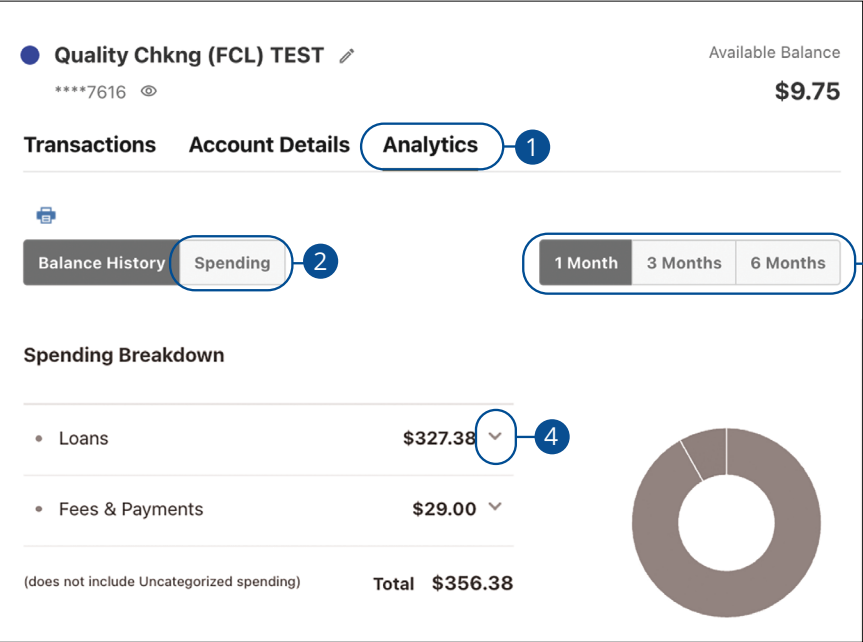 Quality Chkng (FCL) TEST
Available Balance
****7616
$9.75
Transactions Account Details Analytics 1
Balance History Spending 2 1 Month 3 Months 6 Months
Spending Breakdown
• Loans $327.38 4
• Fees & Payments $29.00
(does not include Uncategorized spending) Total $356.38